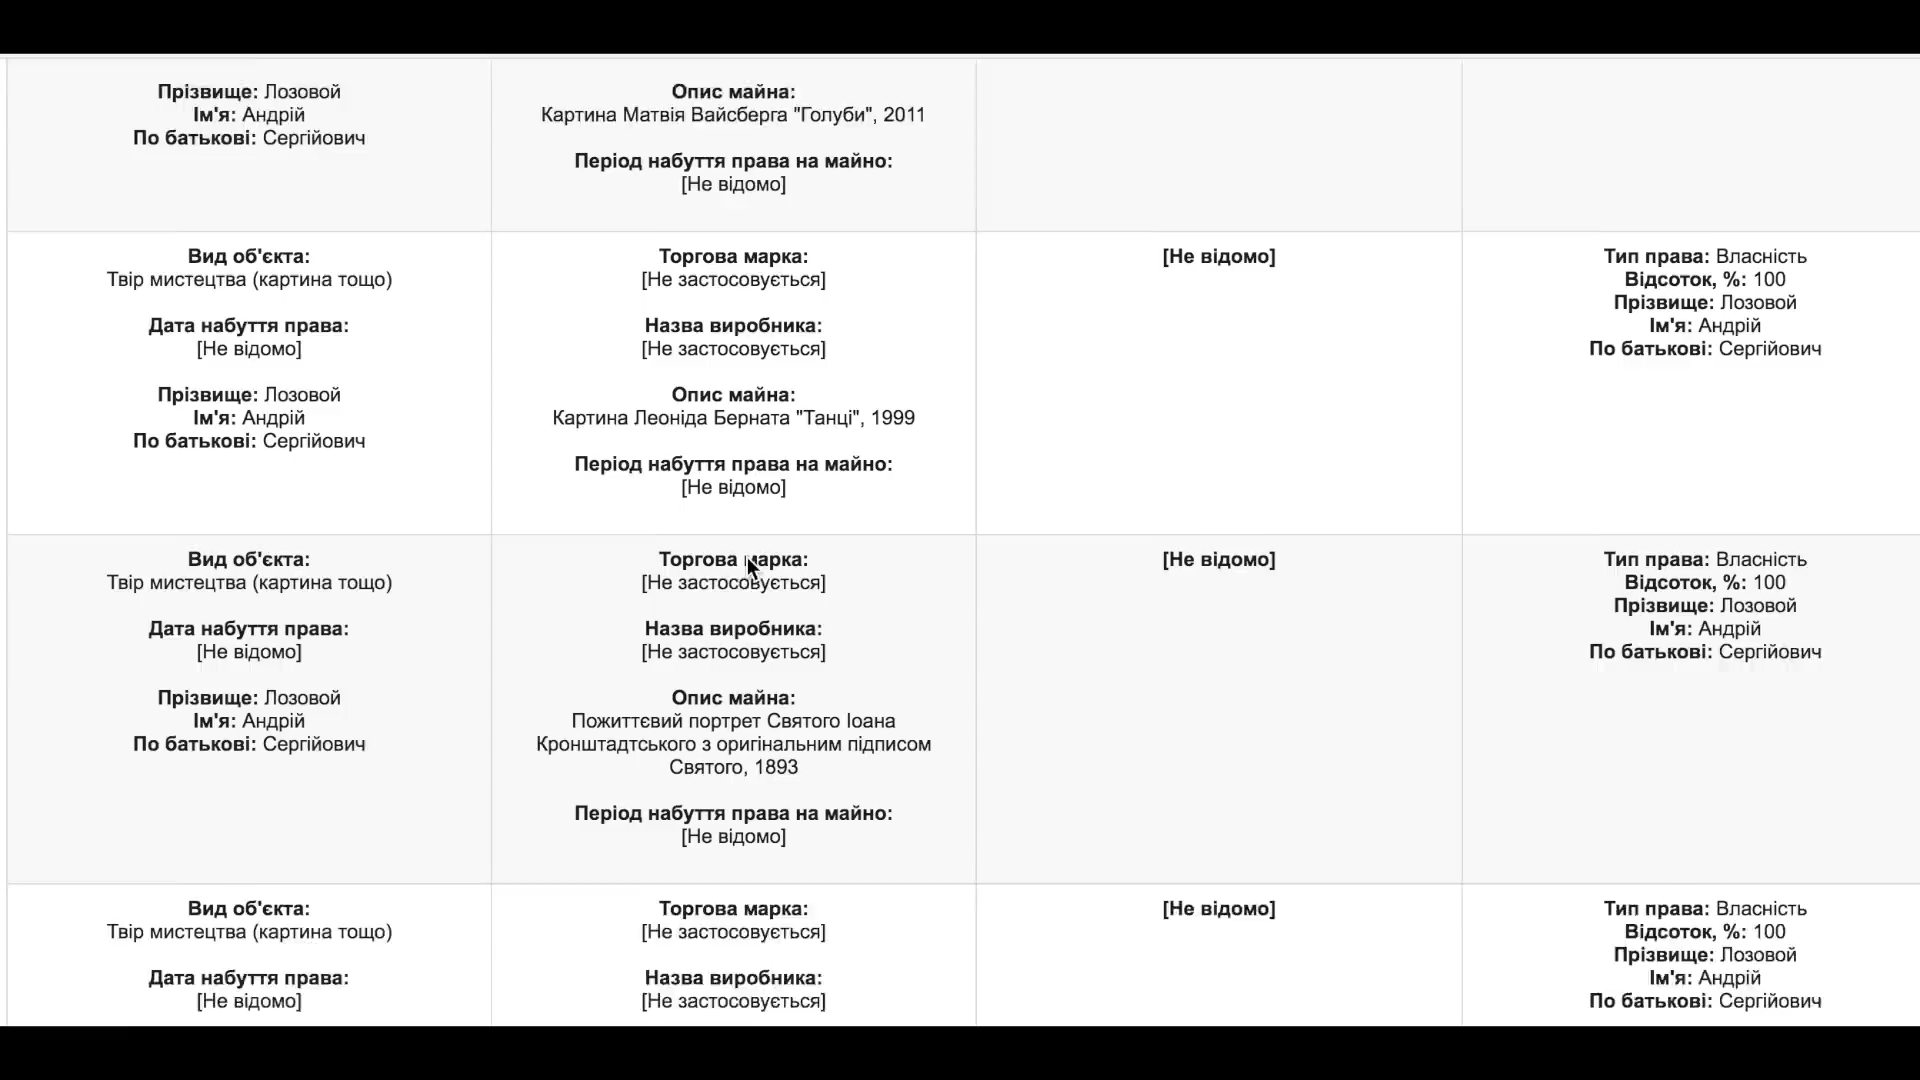 Прізвище: Лозовой
Ім'я: Андрій
По батькові: Сергійович
Опис майна:
Картина Матвія Вайсберга "Голуби", 2011
Період набуття права на майно:
[Не відомо]
Вид об'єкта:
Твір мистецтва (картина тощо)
Дата набуття права:
[Не відомо]
Прізвище: Лозовой
Ім'я: Андрій
По батькові: Сергійович
Торгова марка:
[Не застосовується]
Назва виробника:
[Не застосовується]
Опис майна:
Картина Леоніда Берната "Танці", 1999
Період набуття права на майно:
[Не відомо]
[Не відомо]
Тип права: Власність
Відсоток, %: 100
Прізвище: Лозовой
Ім'я: Андрій
По батькові: Сергійович
Вид об'єкта:
Твір мистецтва (картина тощо)
Дата набуття права:
[Не відомо]
Прізвище: Лозовой
Ім'я: Андрій
По батькові: Сергійович
Торгова марка:
[Не застосовується]
Назва виробника:
[Не застосовується]
Опис майна:
Пожиттєвий портрет Святого Іоана
Кронштадтського з оригінальним підписом
Святого, 1893
Період набуття права на майно:
[Не відомо]
[Не відомо]
Тип права: Власність
Відсоток, %: 100
Прізвище: Лозовой
Ім'я: Андрій
По батькові: Сергійович
Вид об'єкта:
Твір мистецтва (картина тощо)
Дата набуття права:
[Не відомо]
Торгова марка:
[Не застосовується]
Назва виробника:
[Не застосовується]
[Не відомо]
Тип права: Власність
Відсоток, %: 100
Прізвище: Лозовой
Ім'я: Андрій
По батькові: Сергійович